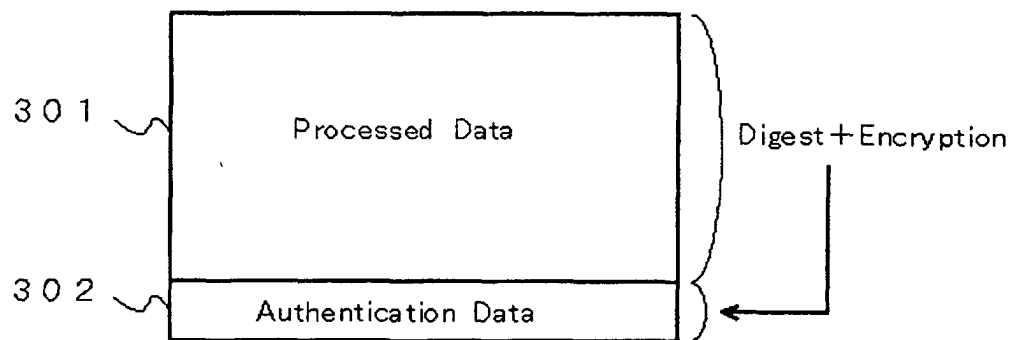 301
Processed Data
Digest+Encryption
302
Authentication Data